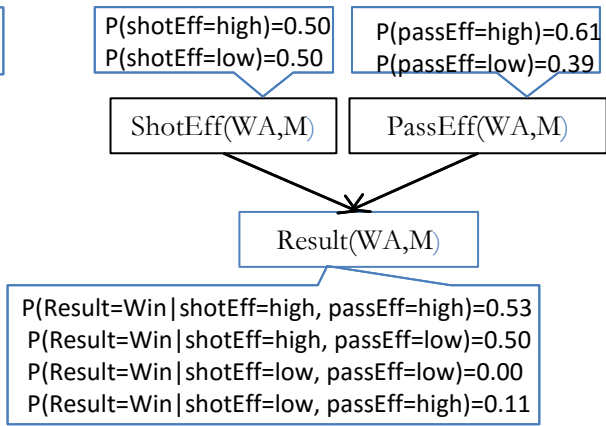 P(shotEff=high)=0.50
P(shotEff=low)=0.50
P(passEff=high)=0.61
P(passEff=low)=0.39
ShotEff(WA,M)
PassEff(WA,M)
Result(WA,M)
P(Result=Win|shotEff=high, passEff=high)=0.53
P(Result=Win|shotEff=high, passEff=low)=0.50
P(Result=Win|shotEff=low, passEff=low)=0.00
P(Result=Win|shotEff=low, passEff=high)=0.11